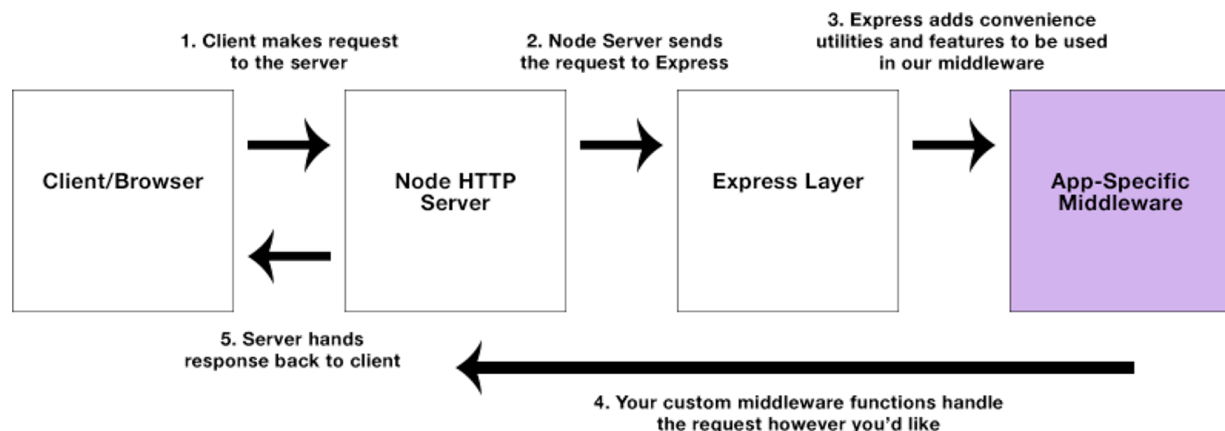 1. Client makes request
to the server
2. Node Server sends
the request to Express
3. Express adds convenience
utilities and features to be used
in our middleware
Client/Browser
Node HTTP
Server
Express Layer
App-Specific
Middleware
5. Server hands
response back to client
4. Your custom middleware functions handle
the request however you'd like